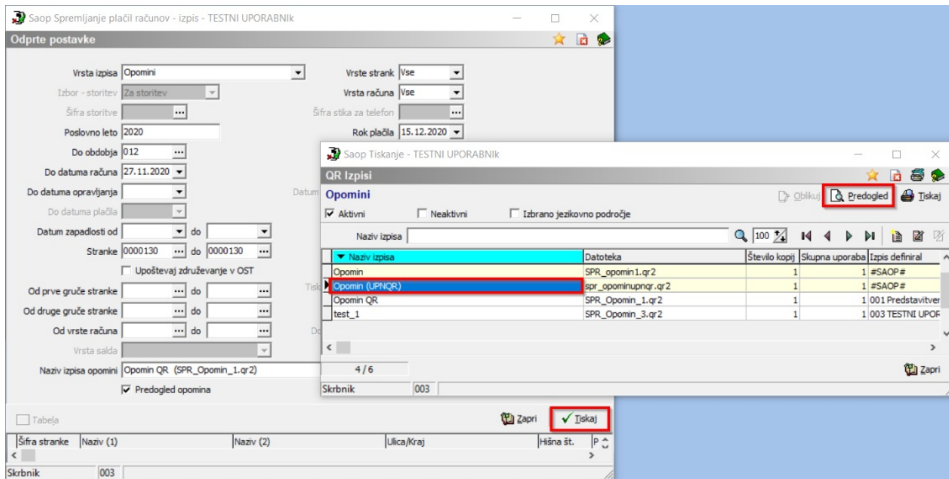 Saop Spremljanje plačil računov - izpis - TESTNI UPORABNIk
Odprte postavke
Vrsta izpisa Opomini
Vrste strank Vse
Izbor - storitev Za storitev
Vrsta računa Vse
Šifra storitve
Šifra stika za telefon
Poslovno leto 2020
Rok plačila 15.12.2020
Do obdobja 012
Do datuma računa 27.11.2020
Do datuma opravljanja
Datum
Do datuma plačila
Datum zapadlosti od do
Stranke 0000130 do 0000130
Upoštevaj združevanje v OST
Od prve gruče stranke do
Od druge gruče stranke do
Od vrste računa do
Vrsta salda
Naziv izpisa opomini Opomin QR (SPR_Opomin_1.qr2)
Predogled opomina
Tabela
Zapri
Tiskaj
Šifra stranke Naziv (1) Naziv (2) Ulica/Kraj Hišna št. P
Skrbnik 003
Saop Tiskanje - TESTNI UPORABNIk
QR Izpisi
Opomini
Oblikuj Predogled Tiskaj
Aktivni Neaktivni Izbrano jezikovno področje
Naziv izpisa
100
Naziv izpisa Datoteka Število kopij Skupna uporaba Izpis definiral
Opomin SPR_opomin1.qr2 1 1 #SAOP#
Opomin (UPNQR) spr_opominupnqr.qr2 1 1 #SAOP#
Opomin QR SPR_Opomin_1.qr2 1 1 001 Predstavitver
test_1 SPR_Opomin_3.qr2 1 1 003 TESTNI UPOR
4/6
Zapri
Skrbnik 003